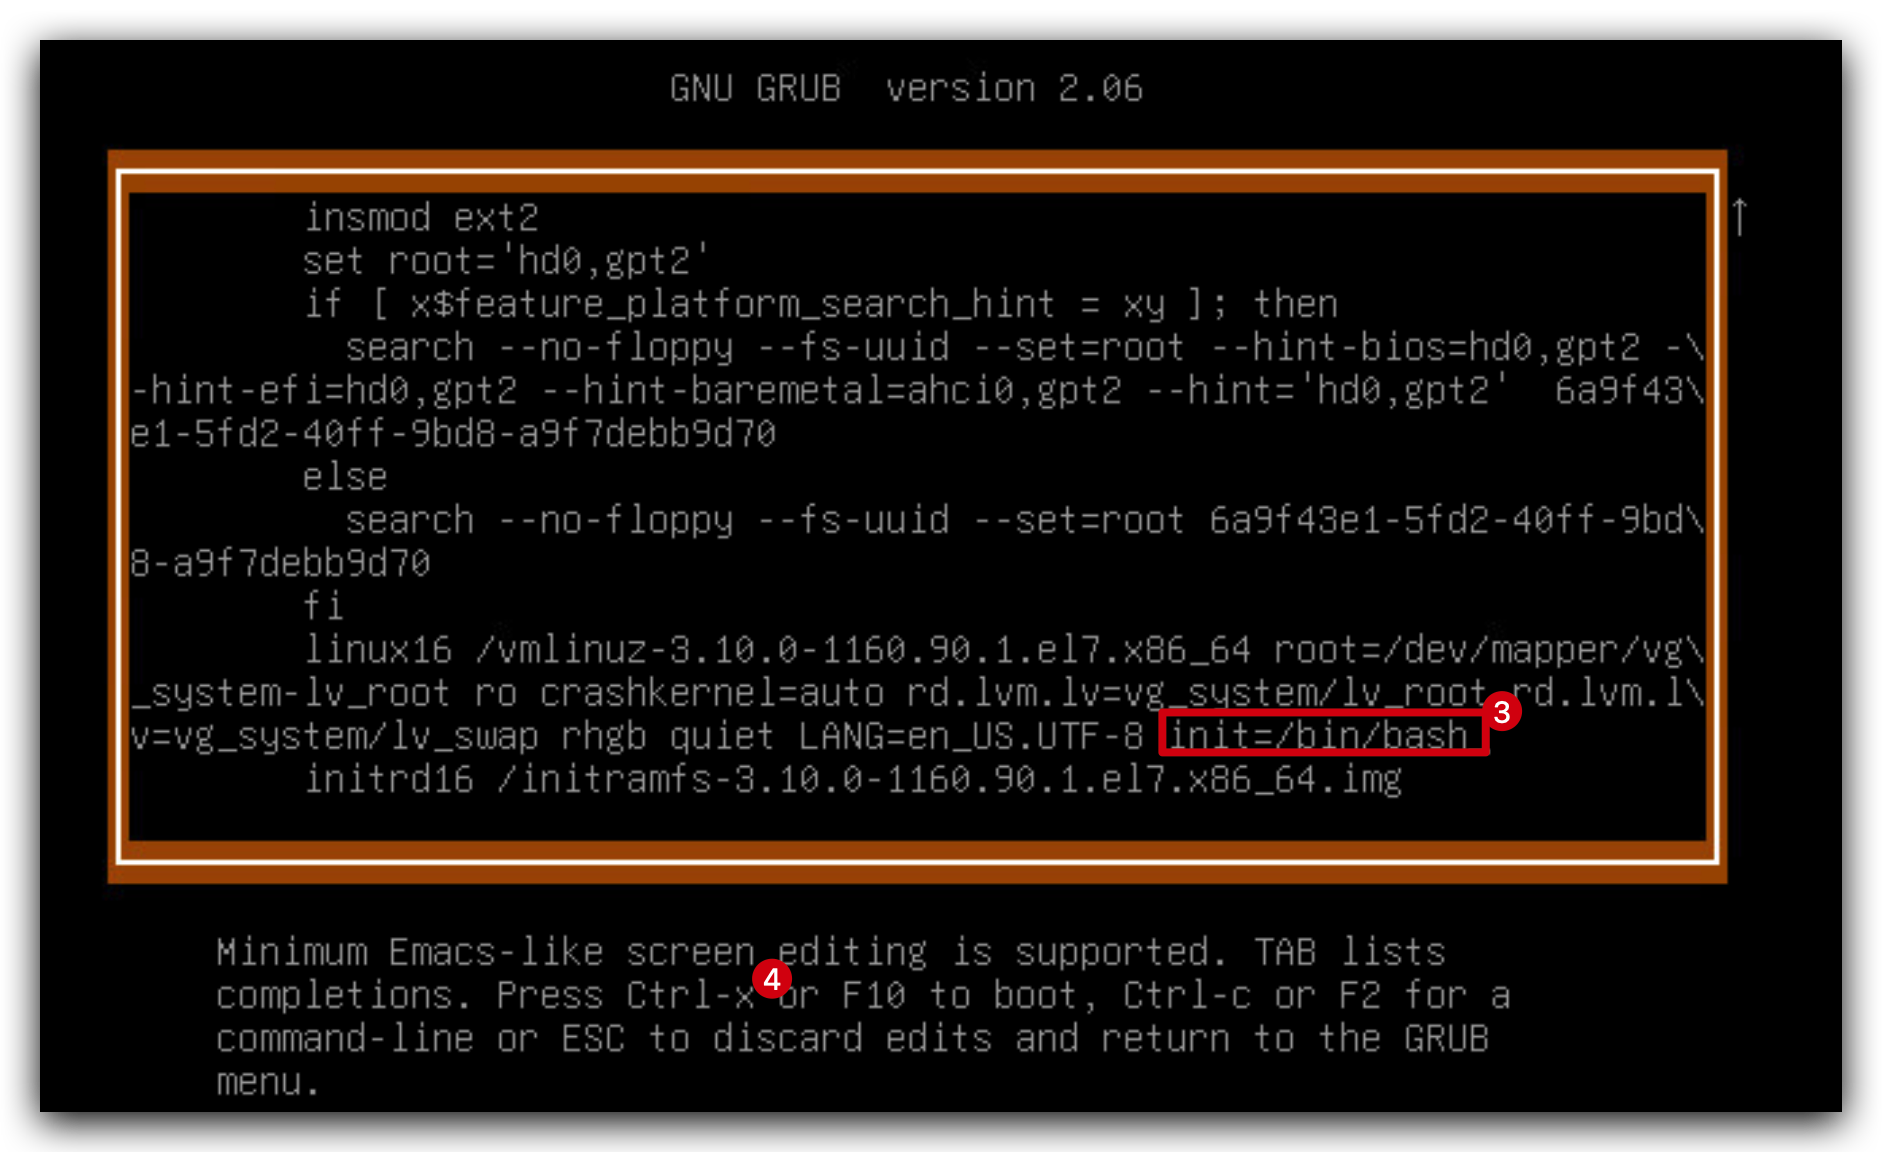 GNU GRUB  version 2.06
insmod ext2
set root='hd0,gpt2'
if [ x$feature_platform_search_hint = xy ]; then
search --no-floppy --fs-uuid --set=root --hint-bios=hd0,gpt2 -\
-hint-efi=hd0,gpt2 --hint-baremetal=ahci0,gpt2 --hint='hd0,gpt2'  6a9f43\
e1-5fd2-40ff-9bd8-a9f7debb9d70
else
search --no-floppy --fs-uuid --set=root 6a9f43e1-5fd2-40ff-9bd\
8-a9f7debb9d70
fi
linux16 /vmlinuz-3.10.0-1160.90.1.el7.x86_64 root=/dev/mapper/vg\
_system-lv_root ro crashkernel=auto rd.lvm.lv=vg_system/lv_root rd.lvm.l\
v=vg_system/lv_swap rhgb quiet LANG=en_US.UTF-8 init=/bin/bash
3
initrd16 /initramfs-3.10.0-1160.90.1.el7.x86_64.img
Minimum Emacs-like screen editing is supported. TAB lists
completions. Press Ctrl-x or F10 to boot, Ctrl-c or F2 for a
4
command-line or ESC to discard edits and return to the GRUB
menu.